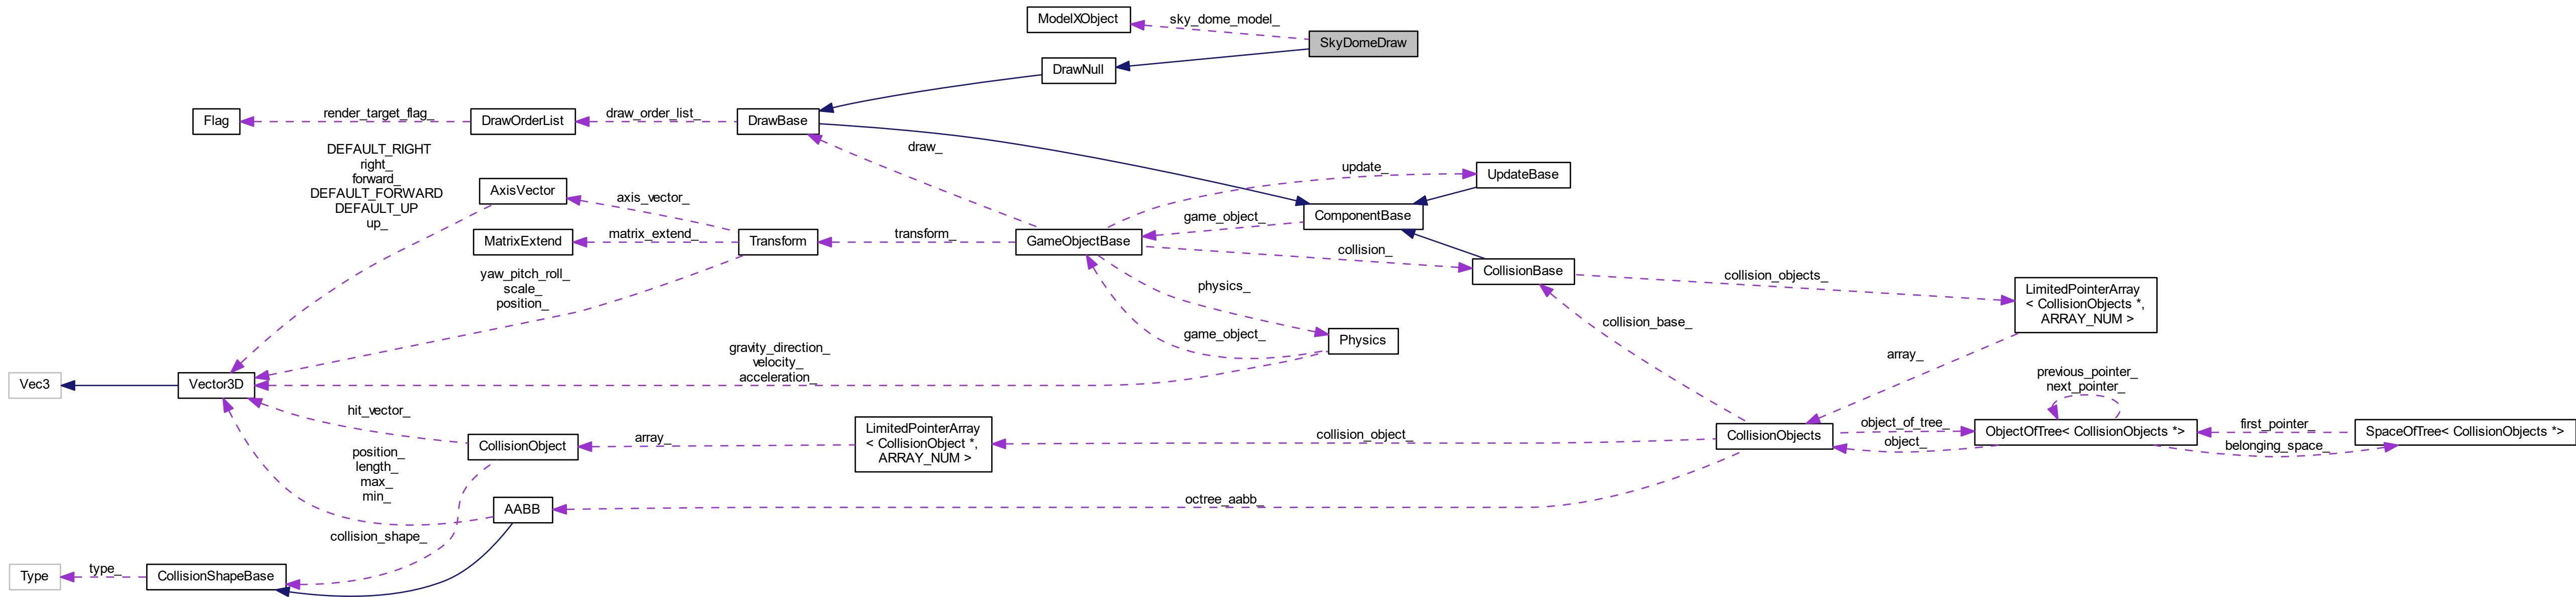 ModelXObject
sky_dome_model_
SkyDomeDraw
DrawNull
Flag
render_target_flag_
DrawOrderList
draw_order_list_
DrawBase
DEFAULT_RIGHT
right_
forward_
DEFAULT_FORWARD
DEFAULT_UP
up_
draw_
update_
UpdateBase
AxisVector
axis_vector_
game_object_
ComponentBase
MatrixExtend
matrix_extend_
Transform
transform_
GameObjectBase
collision_
CollisionBase
collision_objects_
LimitedPointerArray
< CollisionObjects *,
ARRAY_NUM >
yaw_pitch_roll_
scale_
position_
physics_
game_object_
Physics
collision_base_
gravity_direction_
velocity_
acceleration_
array_
Vec3
Vector3D
previous_pointer_
next_pointer_
hit_vector_
CollisionObject
array_
LimitedPointerArray
< CollisionObject *,
ARRAY_NUM >
collision_object_
CollisionObjects
object_of_tree_
object_
ObjectOfTree< CollisionObjects *>
first_pointer_
belonging_space_
SpaceOfTree< CollisionObjects *>
position_
length_
max_
min_
AABB
octree_aabb_
collision_shape_
Type
type_
CollisionShapeBase